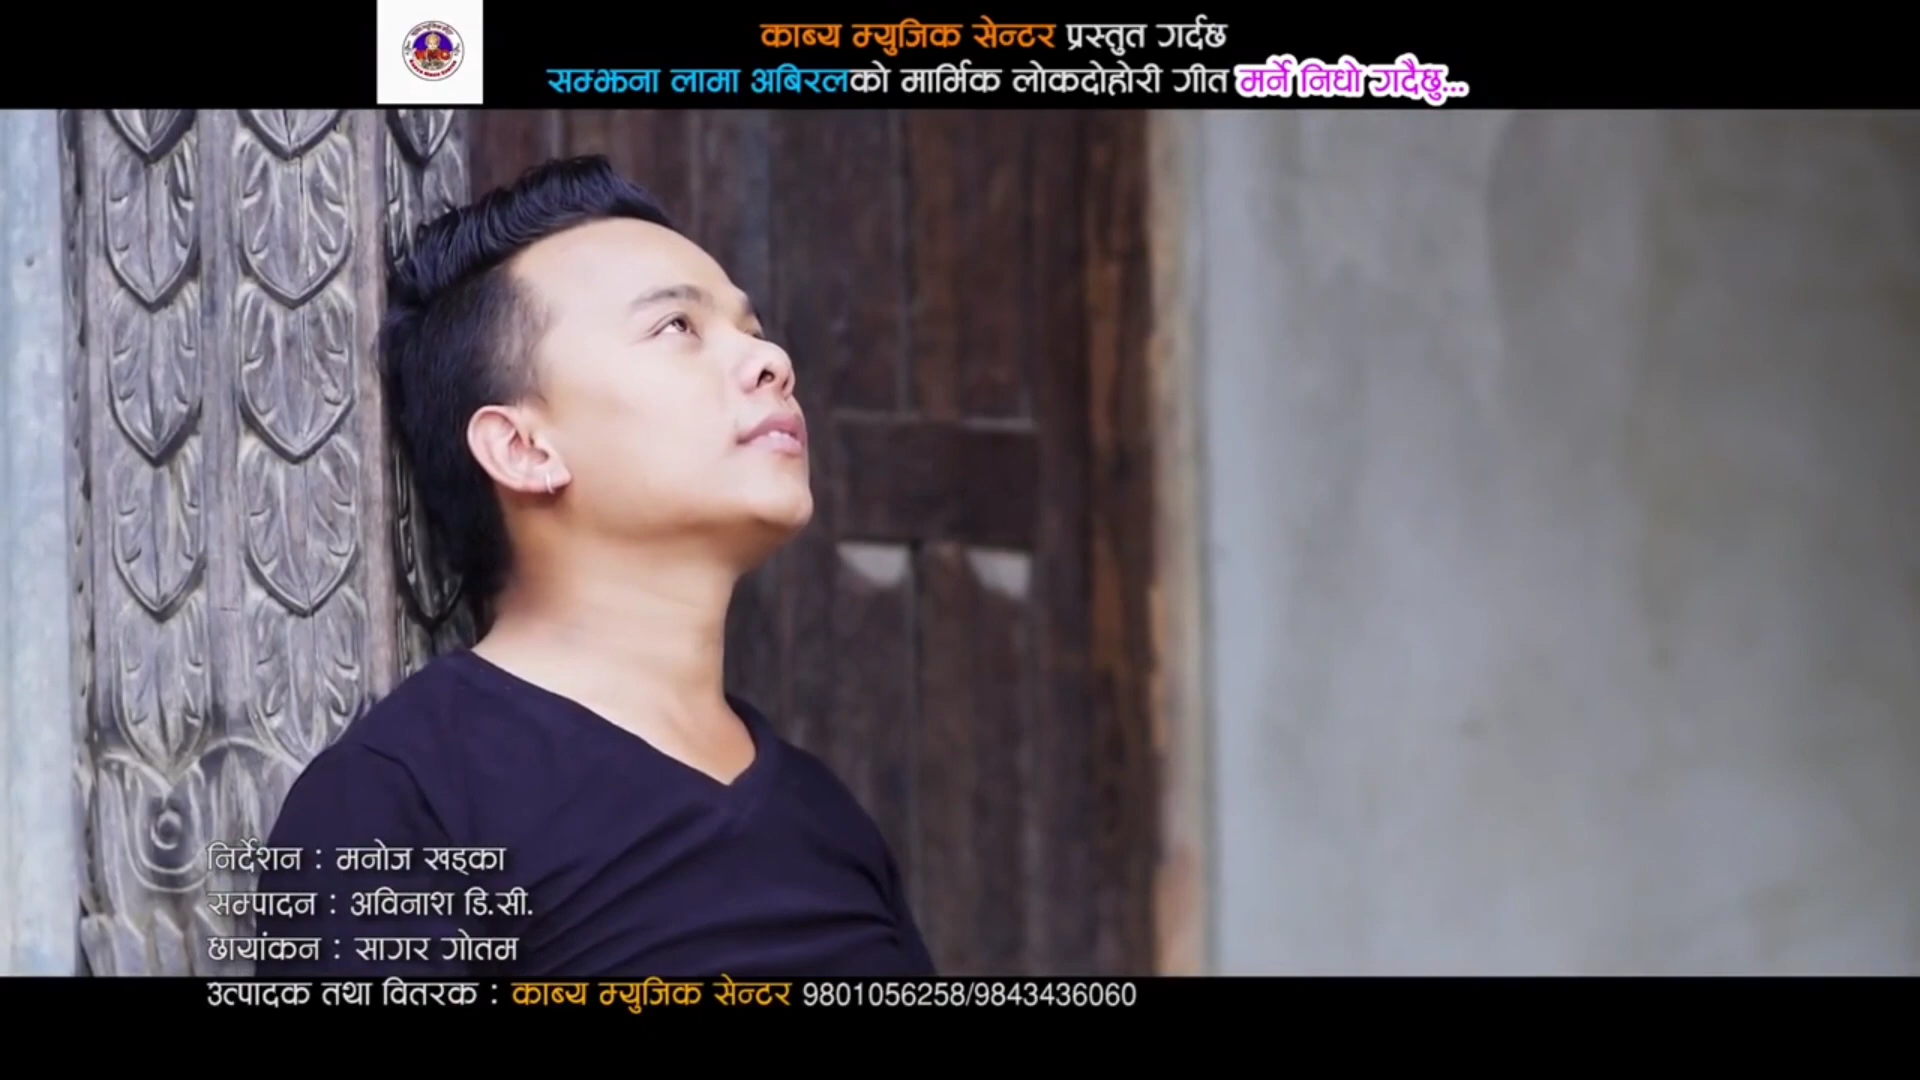 काब्य म्युजिक सेन्टर प्रस्तुत गर्दछ
सम्झना लामा अबिरलको मार्मिक लोकदोहोरी गीत मर्ने निधो गर्दैछु...
निर्देशन : मनोज खड्का
सम्पादन : अविनाश डि.सी.
छायांकन : सागर गोतम
उत्पादक तथा वितरक : काब्य म्युजिक सेन्टर 9801056258/9843436060